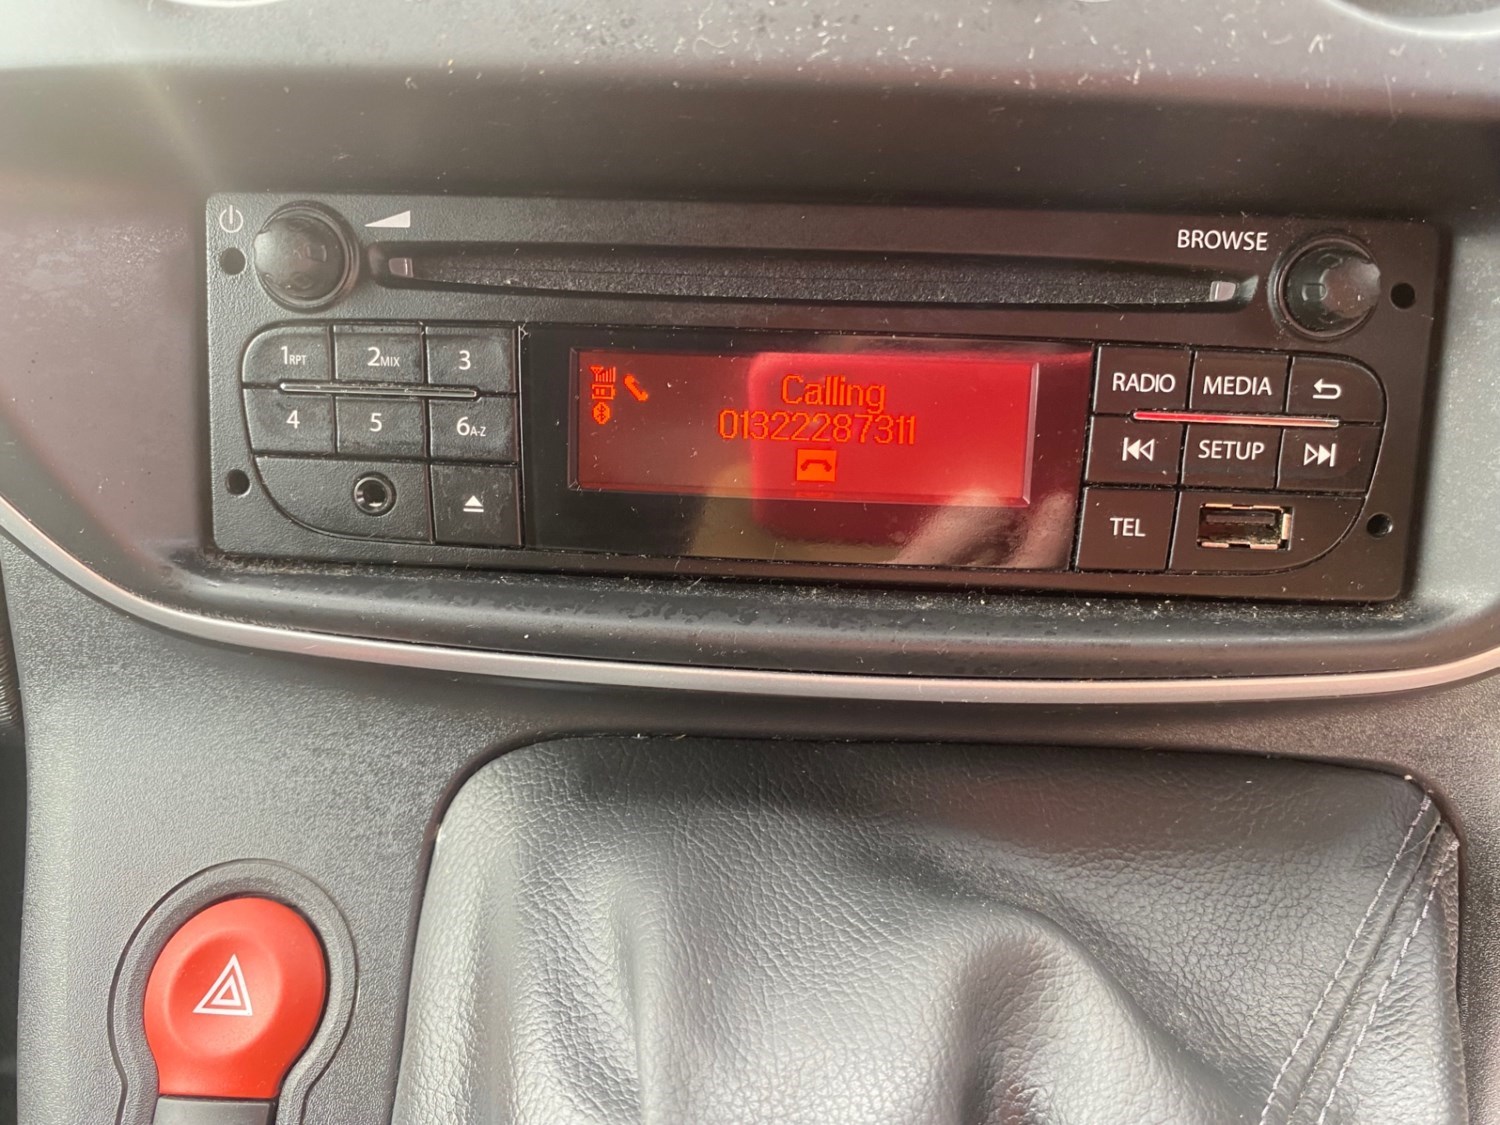 BROWSE
1RPT 2MIX 3
4 5 6A-Z
Calling
01322287311
RADIO MEDIA
SETUP
TEL